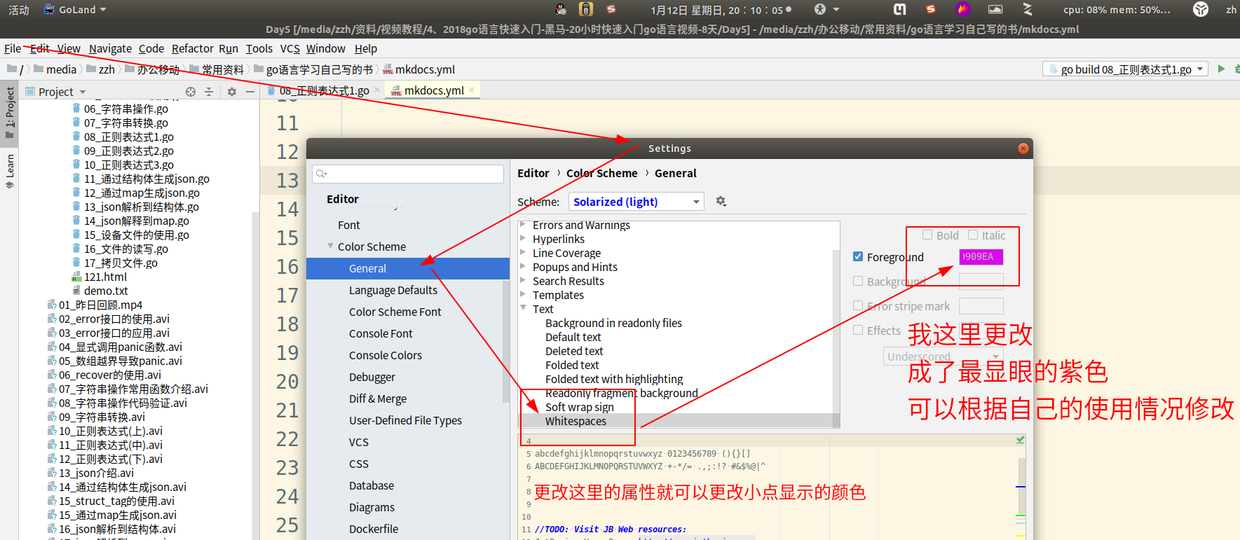 活动 GoLand 1月12日 星期日, 20：10：05 cpu: 08% mem: 50%... zh
Day5 [/media/zzh/资料/视频教程/4、2018go语言快速入门-黑马-20小时快速入门go语言视频-8天/Day5] - /media/zzh/办公移动/常用资料/go语言学习自己写的书/mkdocs.yml
File Edit View Navigate Code Refactor Run Tools VCS Window Help
/ media zzh 办公移动 常用资料 go语言学习自己写的书 mkdocs.yml go build 08_正则表达式1.go
1: Project
Learn
Project
08_正则表达式1.go mkdocs.yml
06_字符串操作.go
07_字符串转换.go
08_正则表达式1.go
09_正则表达式2.go
10_正则表达式3.go
11_通过结构体生成json.go
12_通过map生成json.go
13_json解析到结构体.go
14_json解释到map.go
15_设备文件的使用.go
16_文件的读写.go
17_拷贝文件.go
121.html
demo.txt
01_昨日回顾.mp4
02_error接口的使用.avi
03_error接口的应用.avi
04_显式调用panic函数.avi
05_数组越界导致panic.avi
06_recover的使用.avi
07_字符串操作常用函数介绍.avi
08_字符串操作代码验证.avi
09_字符串转换.avi
10_正则表达式(上).avi
11_正则表达式(中).avi
12_正则表达式(下).avi
13_json介绍.avi
14_通过结构体生成json.avi
15_struct_tag的使用.avi
15_通过map生成json.avi
16_json解析到结构体.avi
11
12
13
14
15
16
17
18
19
20
21
22
23
24
25
Settings
Editor
Font
Color Scheme
General
Language Defaults
Color Scheme Font
Console Font
Console Colors
Debugger
Diff & Merge
User-Defined File Types
VCS
CSS
Database
Diagrams
Dockerfile
Editor › Color Scheme › General
Scheme: Solarized (light)
Errors and Warnings
Hyperlinks
Line Coverage
Popups and Hints
Search Results
Templates
Text
Background in readonly files
Default text
Deleted text
Folded text
Folded text with highlighting
Readonly fragment background
Soft wrap sign
Whitespaces
Bold Italic
Foreground 909EA
Background
Error stripe mark
Effects
Underscored
我这里更改
成了最显眼的紫色
可以根据自己的使用情况修改
4
5 abcdefghijklmnopqrstuvwxyz 0123456789 (){}[]
6 ABCDEFGHIJKLMNOPQRSTUVWXYZ +-*/= .,;:!? #&$%@|^
7
8
更改这里的属性就可以更改小点显示的颜色
9
10
11 //TODO: Visit JB Web resources: